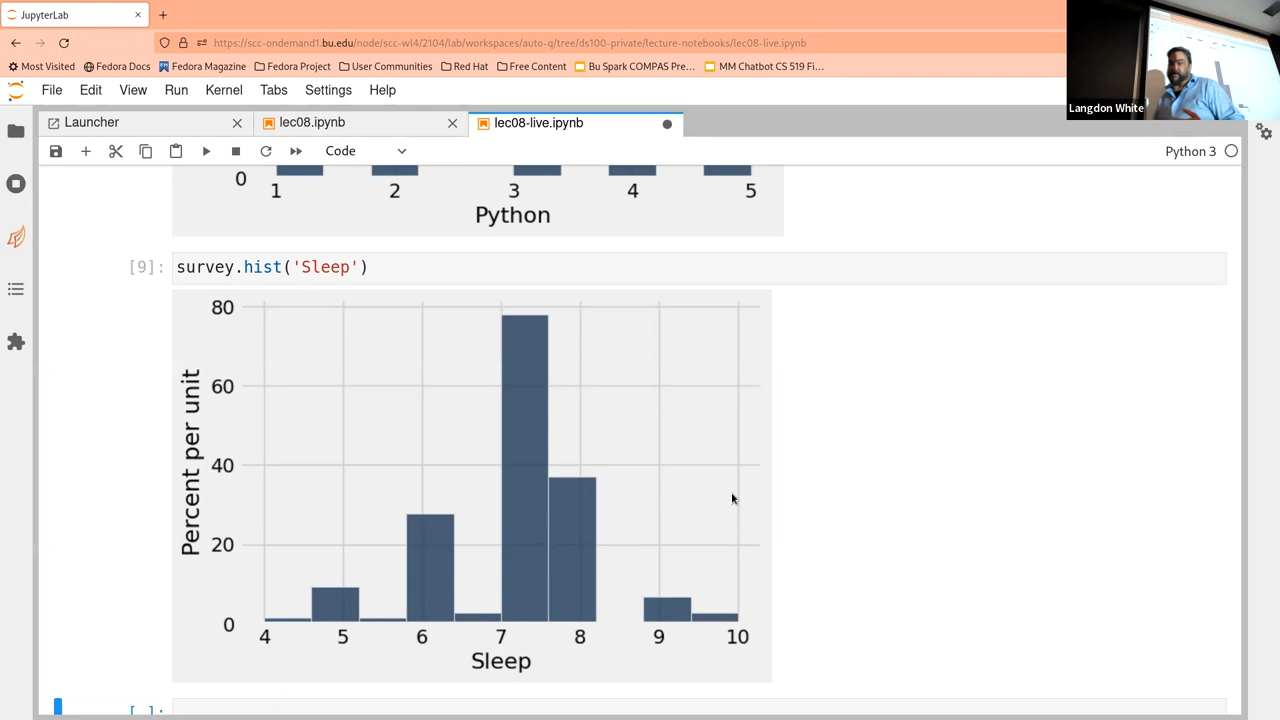 JupyterLab
https://scc-ondemand1.bu.edu/node/scc-wl4/2104/lab/workspaces/auto-q/tree/ds100-private/lecture-notebooks/lec08-live.ipynb
Most Visited Fedora Docs Fedora Magazine Fedora Project User Communities Red Hat Free Content Bu Spark COMPAS Pre… MM Chatbot CS 519 Fi…
Langdon White
File Edit View Run Kernel Tabs Settings Help
Launcher lec08.ipynb lec08-live.ipynb
Code Python 3
0
1 2 3 4 5
Python
[9]: survey.hist('Sleep')
80
60
40
20
0
Percent per unit
4 5 6 7 8 9 10
Sleep
[ ]: